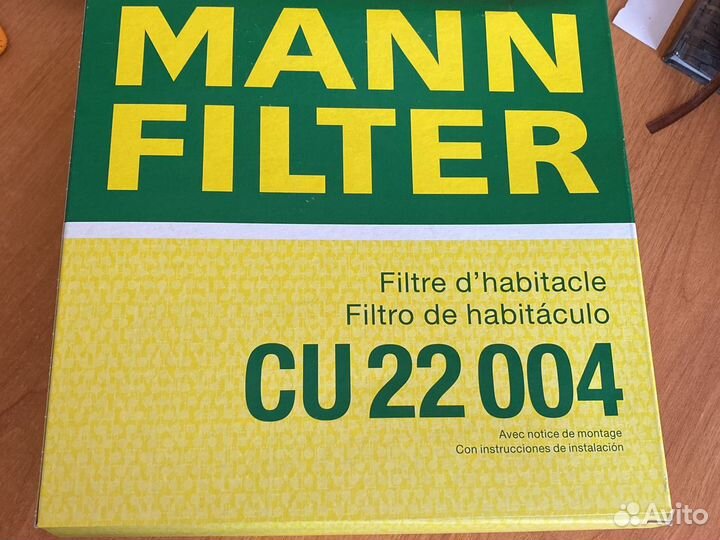 MANN
FILTER
Filtre d'habitacle
Filtro de habitáculo
CU 22 004
Avec notice de montage
Con instrucciones de instalación
Avito